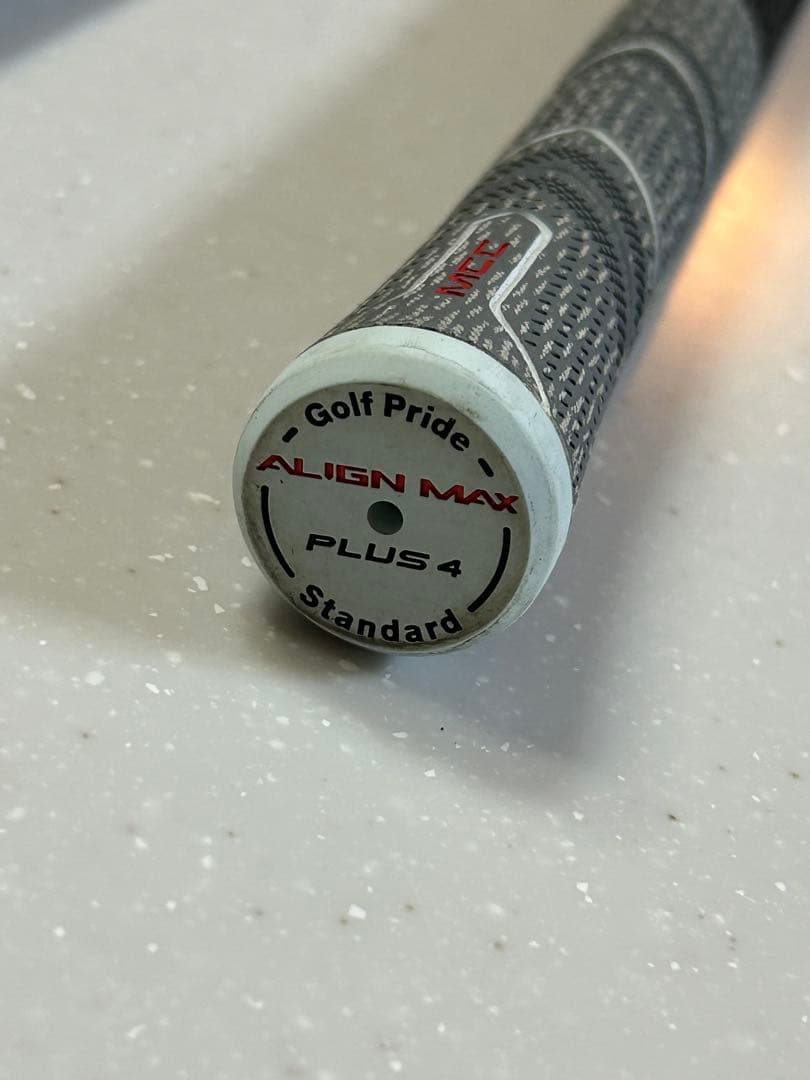 MCC
Golf Pride
ALIGN MAX
PLUS 4
Standard